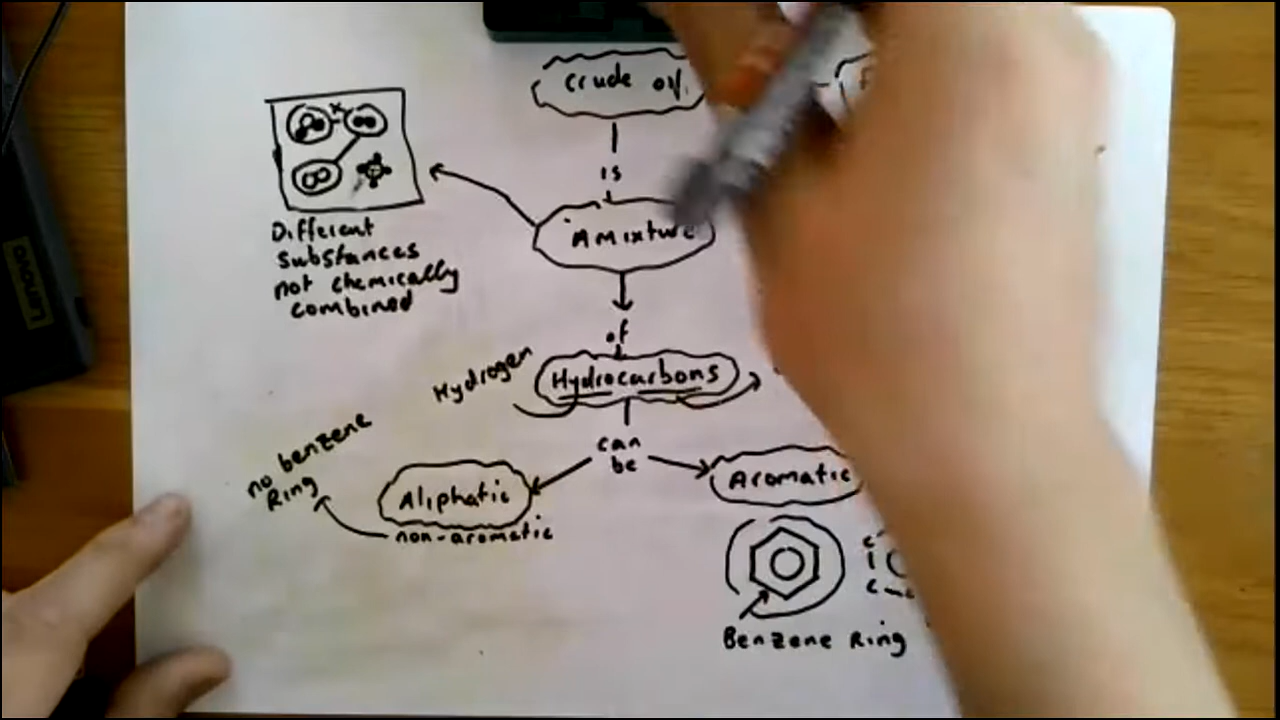 Crude oil
is
A mixture
Different
substances
not chemically
combined
of
Hydrogen
Hydrocarbons
can
be
no benzene
Ring
Aliphatic
non-aromatic
Aromatic
Benzene Ring
lenovo